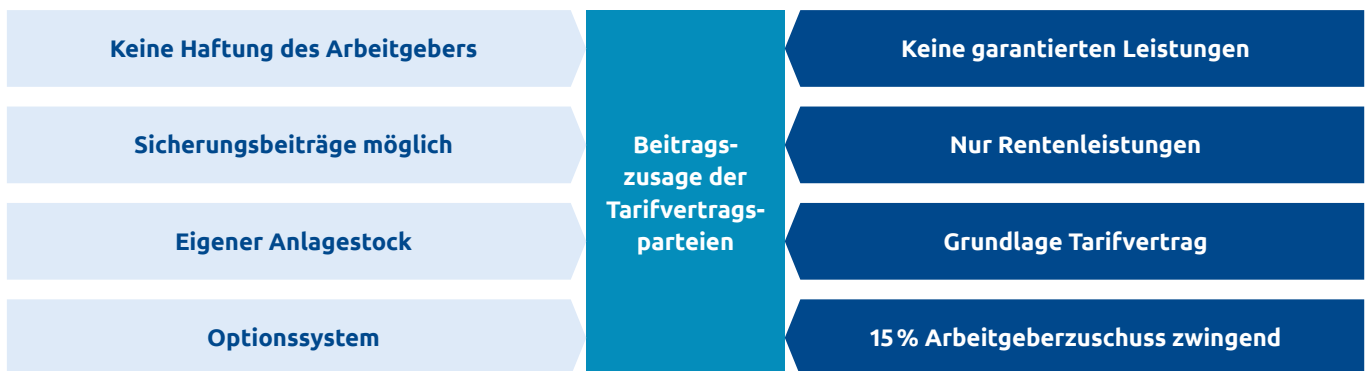 Keine Haftung des Arbeitgebers
Sicherungsbeiträge möglich
Eigener Anlagestock
Optionssystem
Beitrags-
zusage der
Tarifvertrags-
parteien
Keine garantierten Leistungen
Nur Rentenleistungen
Grundlage Tarifvertrag
15 % Arbeitgeberzuschuss zwingend